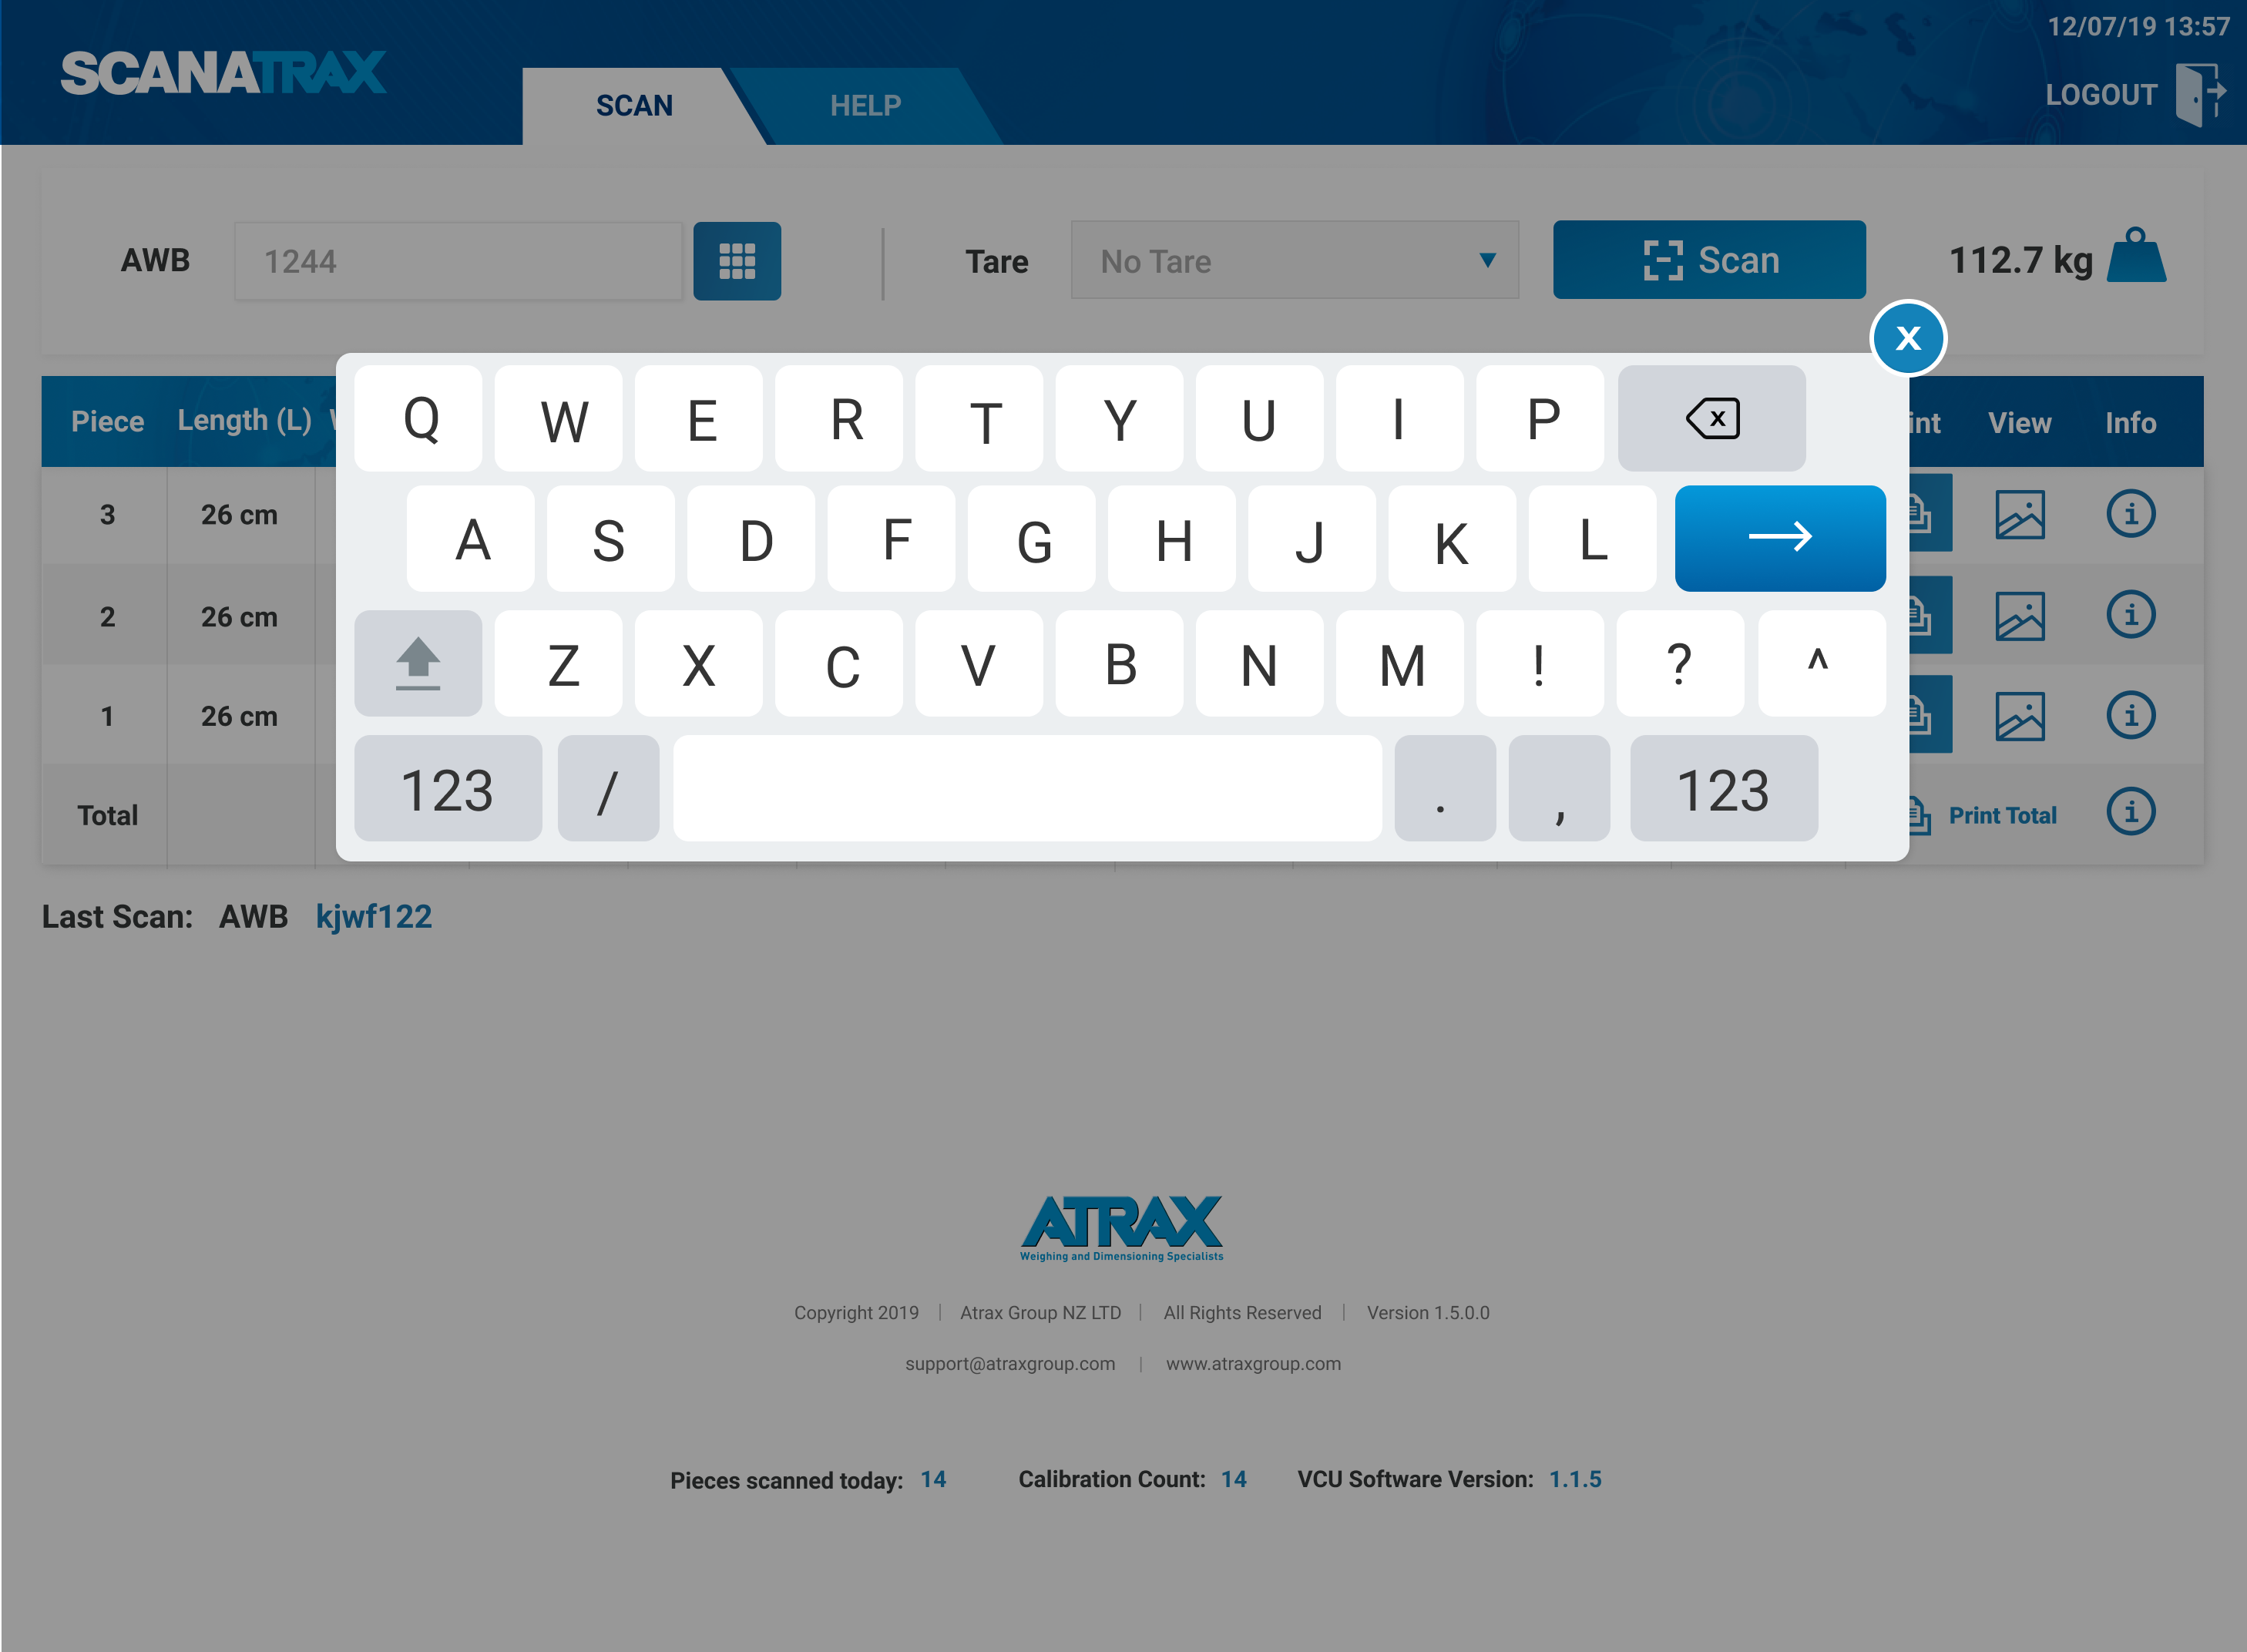 12/07/19 13:57
SCANATRAX
SCAN
HELP
LOGOUT
AWB
1244
Tare
No Tare
Scan
112.7 kg
x
Piece
Length (L)
View
Info
Q W E R T Y U I P x
A S D F G H J K L
Z X C V B N M ! ? ^
123 / . , 123
3
26 cm
2
26 cm
1
26 cm
Total
Print Total
Last Scan: AWB kjwf122
ATRAX
Weighing and Dimensioning Specialists
Copyright 2019 | Atrax Group NZ LTD | All Rights Reserved | Version 1.5.0.0
support@atraxgroup.com | www.atraxgroup.com
Pieces scanned today: 14 Calibration Count: 14 VCU Software Version: 1.1.5